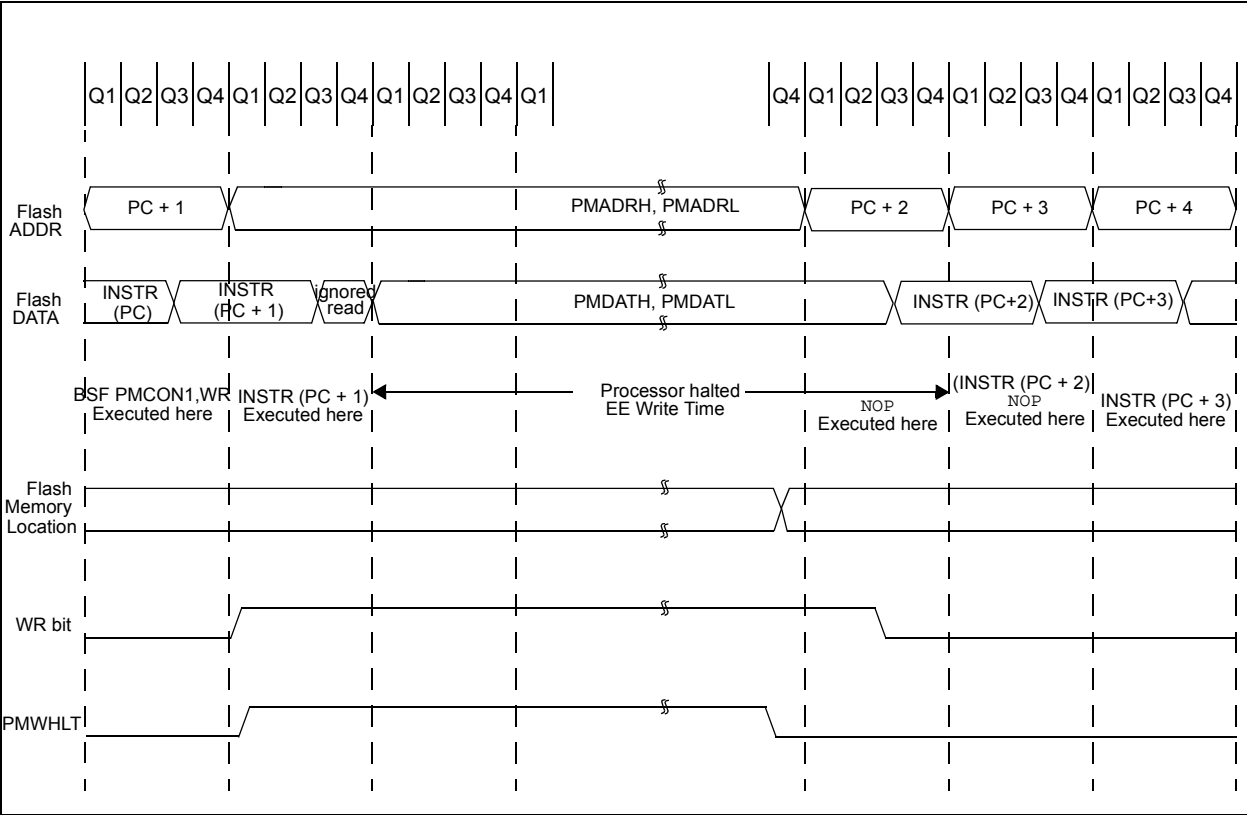 Q1 Q2 Q3 Q4 Q1 Q2 Q3 Q4 Q1 Q2 Q3 Q4 Q1 Q4 Q1 Q2 Q3 Q4 Q1 Q2 Q3 Q4 Q1 Q2 Q3 Q4
Flash
ADDR
PC + 1
PMADRH, PMADRL
PC + 2
PC + 3
PC + 4
Flash
DATA
INSTR
(PC)
INSTR
(PC + 1)
ignored
read
PMDATH, PMDATL
INSTR (PC+2)
INSTR (PC+3)
BSF PMCON1,WR
Executed here
INSTR (PC + 1)
Executed here
Processor halted
EE Write Time
NOP
Executed here
(INSTR (PC + 2)
NOP
Executed here
INSTR (PC + 3)
Executed here
Flash
Memory
Location
WR bit
PMWHLT